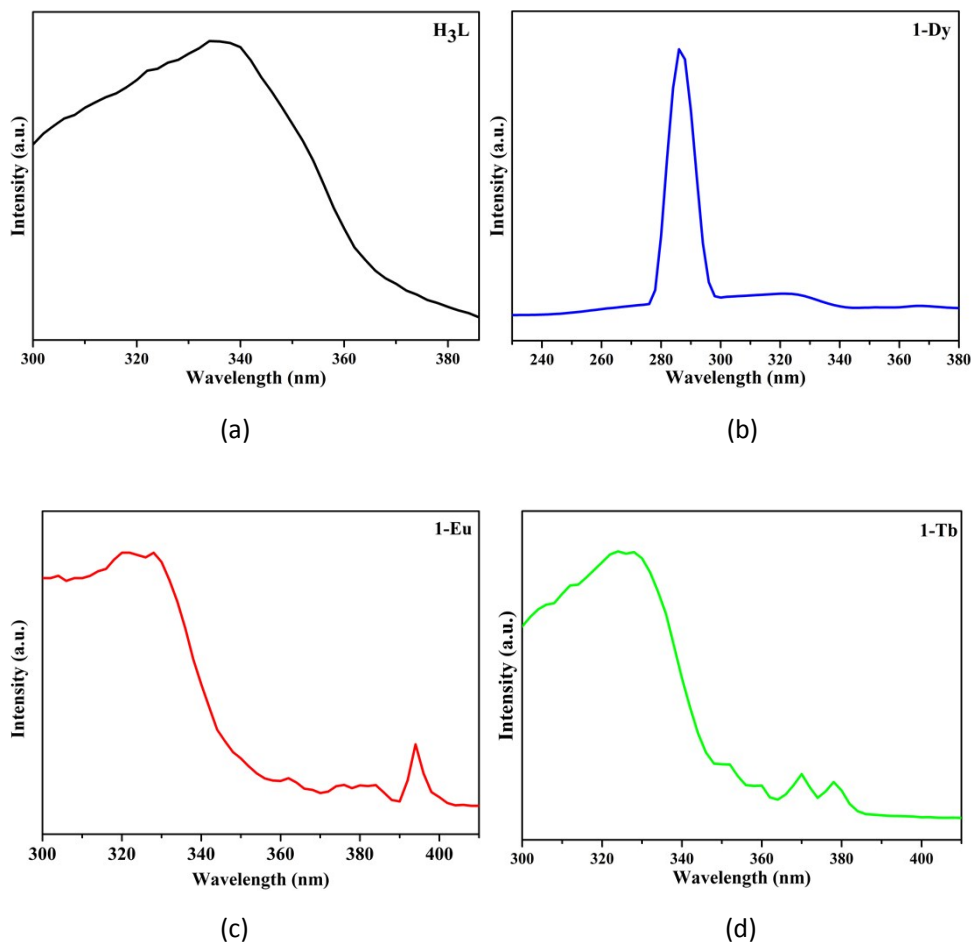 H3L
Intensity (a.u.)
300 320 340 360
Wavelength (nm)
(a)
1-Dy
Intensity (a.u.)
240 260 280 300 320 340 360 380
Wavelength (nm)
(b)
1-Eu
Intensity (a.u.)
300 320 340 360 380 400
Wavelength (nm)
(c)
1-Tb
Intensity (a.u.)
300 320 340 360 380 400
Wavelength (nm)
(d)